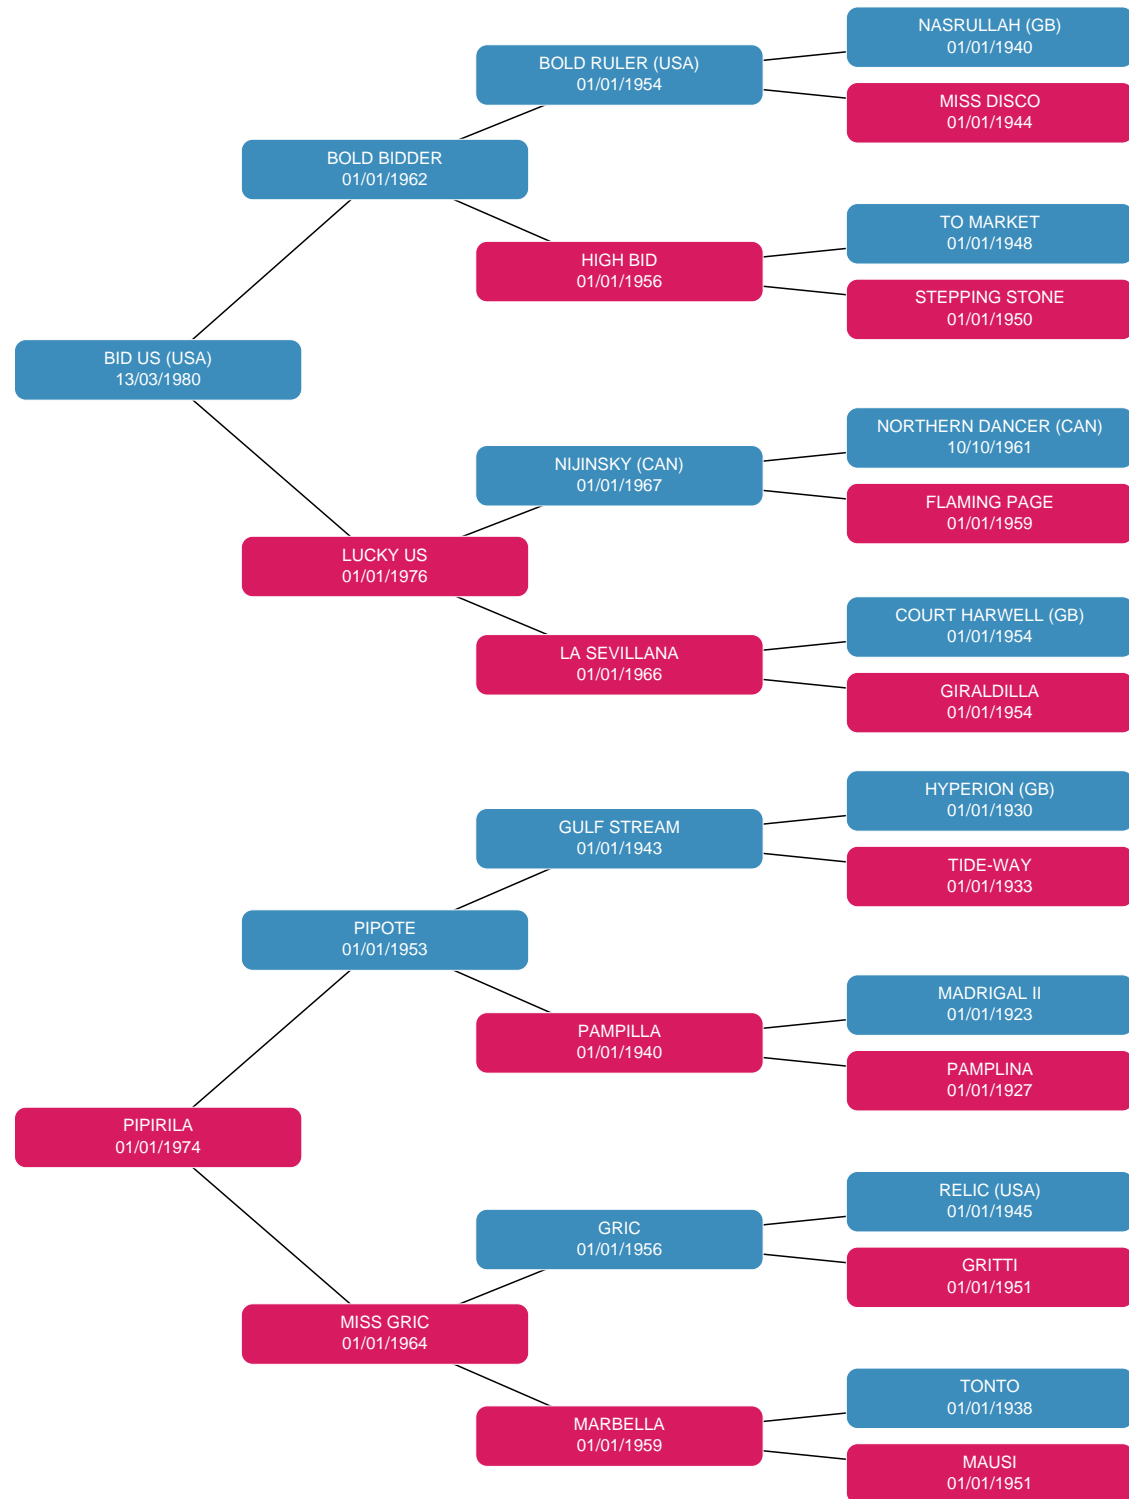 NASRULLAH (GB)
01/01/1940
BOLD RULER (USA)
01/01/1954
MISS DISCO
01/01/1944
BOLD BIDDER
01/01/1962
TO MARKET
01/01/1948
HIGH BID
01/01/1956
STEPPING STONE
01/01/1950
BID US (USA)
13/03/1980
NORTHERN DANCER (CAN)
10/10/1961
NIJINSKY (CAN)
01/01/1967
FLAMING PAGE
01/01/1959
LUCKY US
01/01/1976
COURT HARWELL (GB)
01/01/1954
LA SEVILLANA
01/01/1966
GIRALDILLA
01/01/1954
HYPERION (GB)
01/01/1930
GULF STREAM
01/01/1943
TIDE-WAY
01/01/1933
PIPOTE
01/01/1953
MADRIGAL II
01/01/1923
PAMPILLA
01/01/1940
PAMPLINA
01/01/1927
PIPIRILA
01/01/1974
RELIC (USA)
01/01/1945
GRIC
01/01/1956
GRITTI
01/01/1951
MISS GRIC
01/01/1964
TONTO
01/01/1938
MARBELLA
01/01/1959
MAUSI
01/01/1951